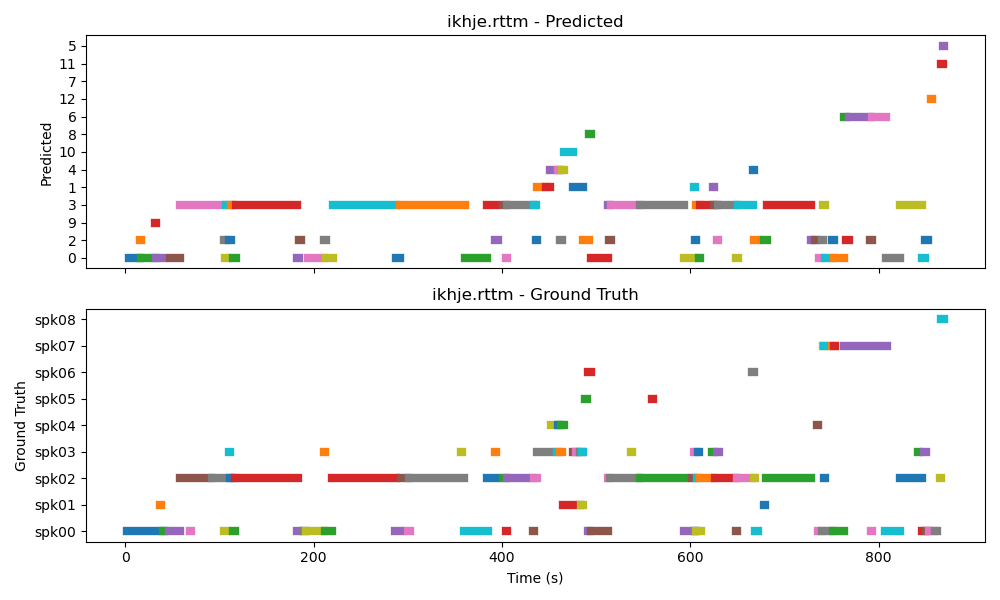 ikhje.rttm - Predicted
Predicted
5
11
7
12
6
8
10
4
1
3
9
2
0
ikhje.rttm - Ground Truth
Ground Truth
spk08
spk07
spk06
spk05
spk04
spk03
spk02
spk01
spk00
0
200
400
600
800
Time (s)